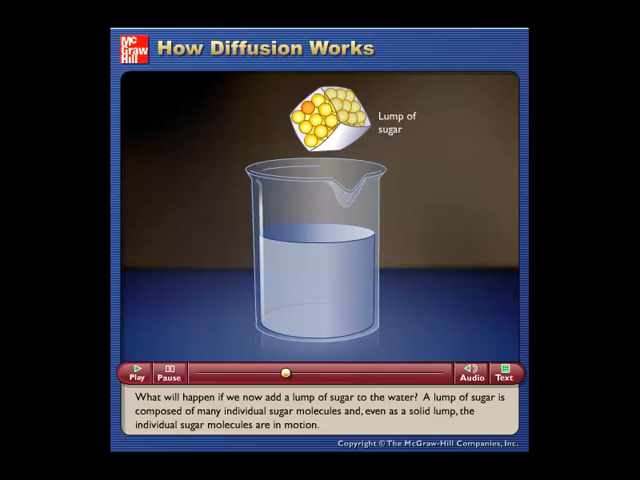 Mc
Graw
Hill
How Diffusion Works
Lump of
sugar
Play
Pause
Audio
Text
What will happen if we now add a lump of sugar to the water? A lump of sugar is
composed of many individual sugar molecules and, even as a solid lump, the
individual sugar molecules are in motion.
Copyright © The McGraw-Hill Companies, Inc.